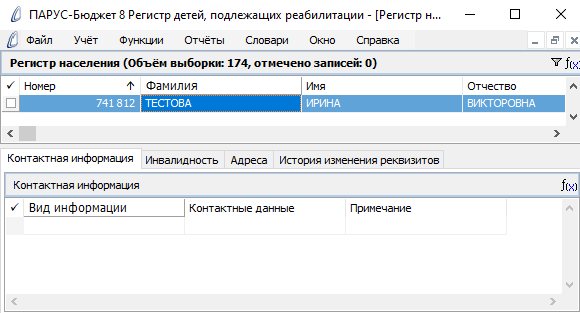 ПАРУС-Бюджет 8 Регистр детей, подлежащих реабилитации - [Регистр н...
Файл Учёт Функции Отчёты Словари Окно Справка
Регистр населения (Объём выборки: 174, отмечено записей: 0)
f(x)
Номер Фамилия Имя Отчество
741 812 ТЕСТОВА ИРИНА ВИКТОРОВНА
Контактная информация Инвалидность Адреса История изменения реквизитов
Контактная информация
f(x)
Вид информации Контактные данные Примечание